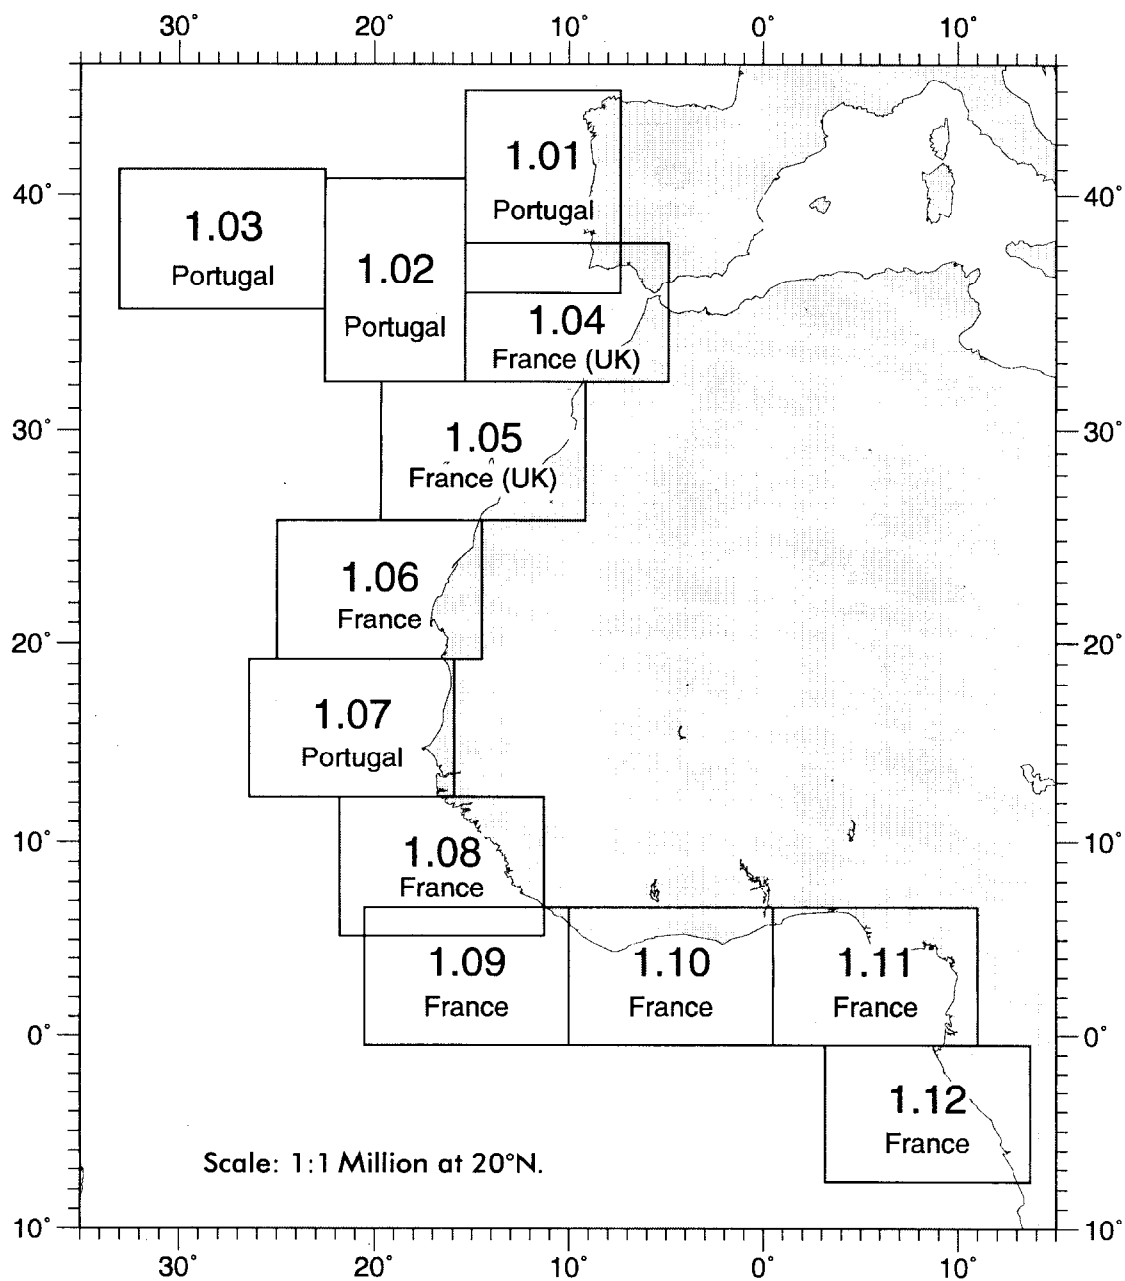 30° 20° 10° 0° 10°
1.01
40° 40°
Portugal
1.03
1.02
Portugal
1.04
Portugal
France (UK)
30° 30°
1.05
France (UK)
1.06
France
20° 20°
1.07
Portugal
10° 10°
1.08
France
1.09 1.10 1.11
France France France
0° 0°
1.12
France
Scale: 1:1 Million at 20°N.
10° 10°
30° 20° 10° 0° 10°